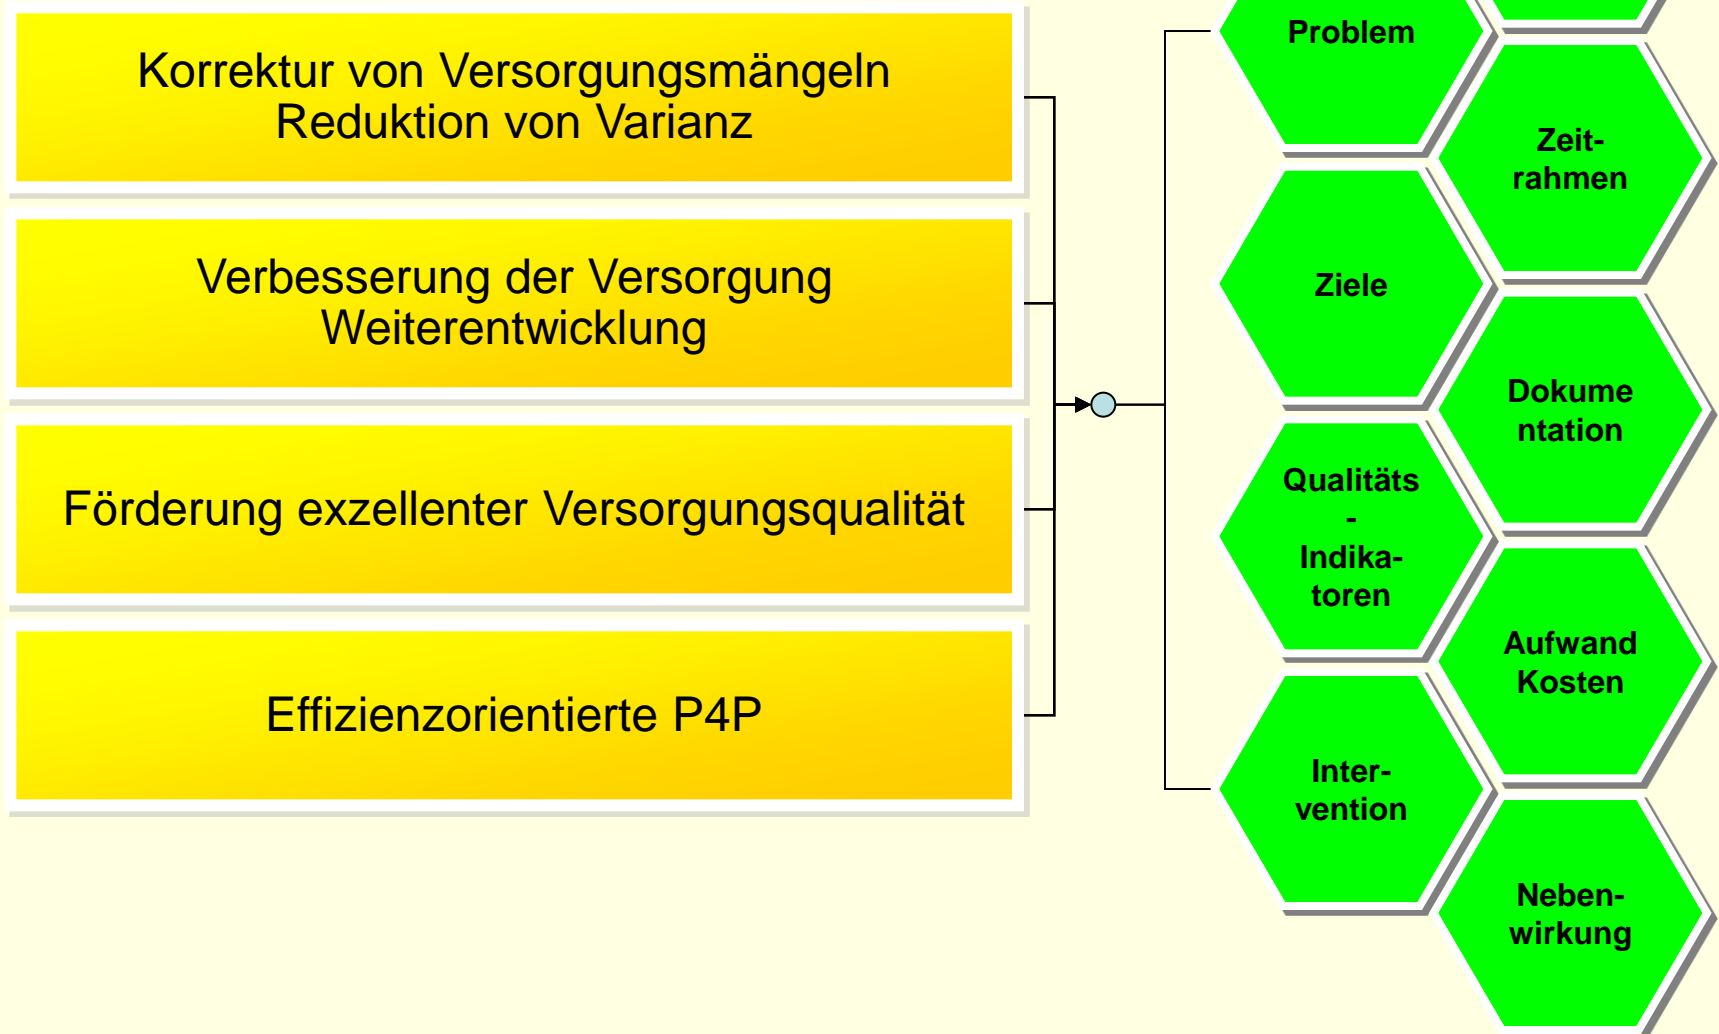 Korrektur von Versorgungsmängeln
Reduktion von Varianz
Verbesserung der Versorgung
Weiterentwicklung
Förderung exzellenter Versorgungsqualität
Effizienzorientierte P4P
Problem
Zeit-
rahmen
Ziele
Dokume
ntation
Qualitäts
-
Indika-
toren
Aufwand
Kosten
Inter-
vention
Neben-
wirkung